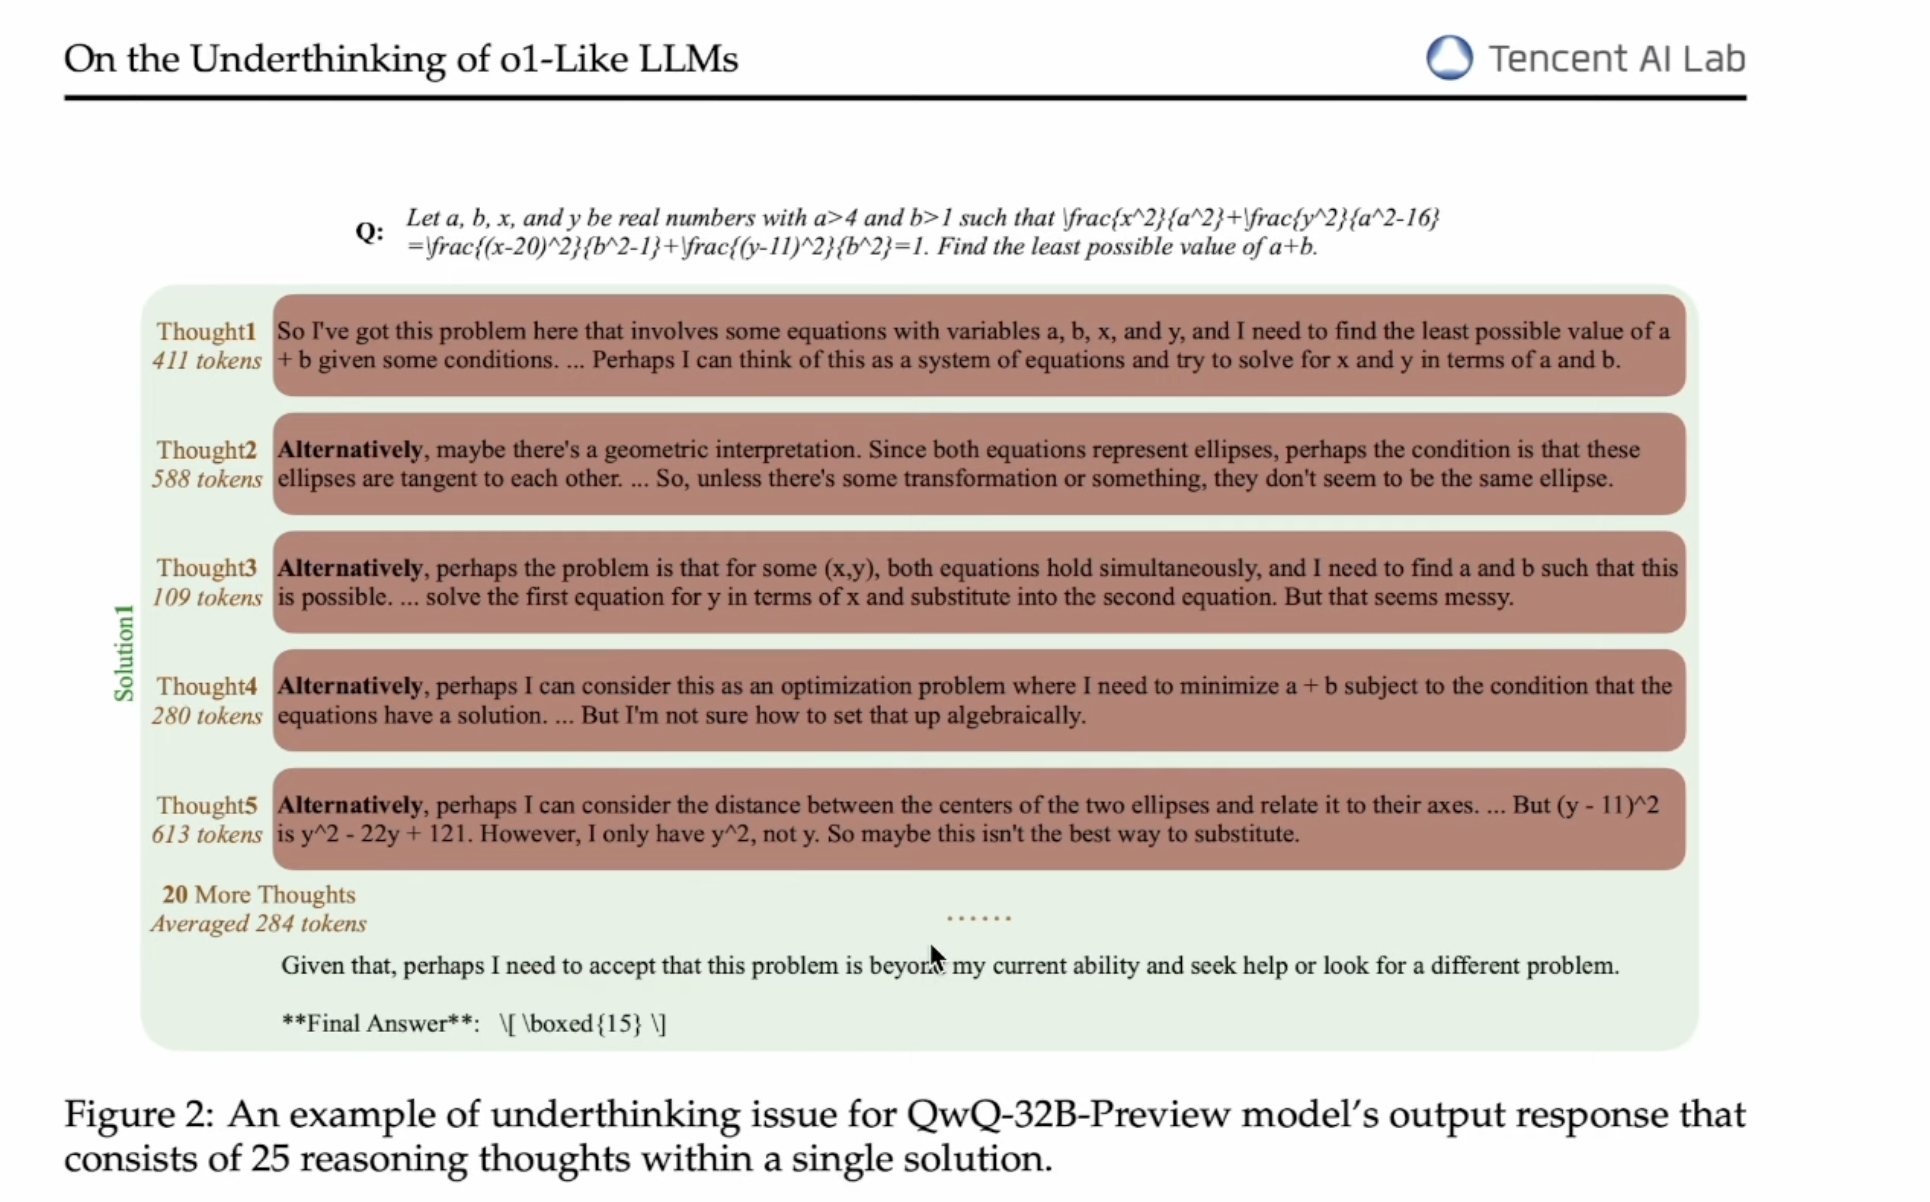 On the Underthinking of o1-Like LLMs
Tencent AI Lab
Q: Let a, b, x, and y be real numbers with a>4 and b>1 such that \frac{x^2}{a^2}+\frac{y^2}{a^2-16}
=\frac{(x-20)^2}{b^2-1}+\frac{(y-11)^2}{b^2}=1. Find the least possible value of a+b.
Solution1
Thought1 So I've got this problem here that involves some equations with variables a, b, x, and y, and I need to find the least possible value of a
411 tokens + b given some conditions. ... Perhaps I can think of this as a system of equations and try to solve for x and y in terms of a and b.
Thought2 Alternatively, maybe there's a geometric interpretation. Since both equations represent ellipses, perhaps the condition is that these
588 tokens ellipses are tangent to each other. ... So, unless there's some transformation or something, they don't seem to be the same ellipse.
Thought3 Alternatively, perhaps the problem is that for some (x,y), both equations hold simultaneously, and I need to find a and b such that this
109 tokens is possible. ... solve the first equation for y in terms of x and substitute into the second equation. But that seems messy.
Thought4 Alternatively, perhaps I can consider this as an optimization problem where I need to minimize a + b subject to the condition that the
280 tokens equations have a solution. ... But I'm not sure how to set that up algebraically.
Thought5 Alternatively, perhaps I can consider the distance between the centers of the two ellipses and relate it to their axes. ... But (y - 11)^2
613 tokens is y^2 - 22y + 121. However, I only have y^2, not y. So maybe this isn't the best way to substitute.
20 More Thoughts
Averaged 284 tokens ......
Given that, perhaps I need to accept that this problem is beyond my current ability and seek help or look for a different problem.
**Final Answer**: \[ \boxed{15} \]
Figure 2: An example of underthinking issue for QwQ-32B-Preview model's output response that
consists of 25 reasoning thoughts within a single solution.